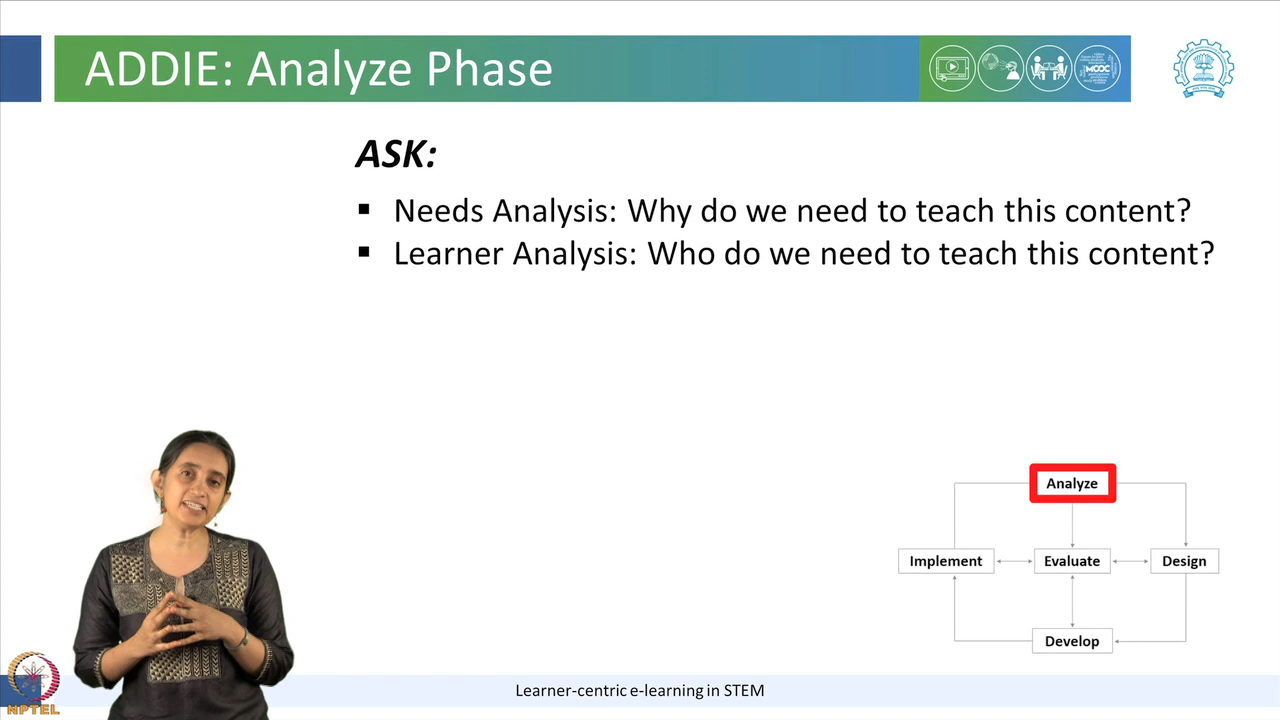 ADDIE: Analyze Phase
MOOC
ASK:
▪ Needs Analysis: Why do we need to teach this content?
▪ Learner Analysis: Who do we need to teach this content?
Analyze
Implement
Evaluate
Design
Develop
Learner-centric e-learning in STEM
NPTEL